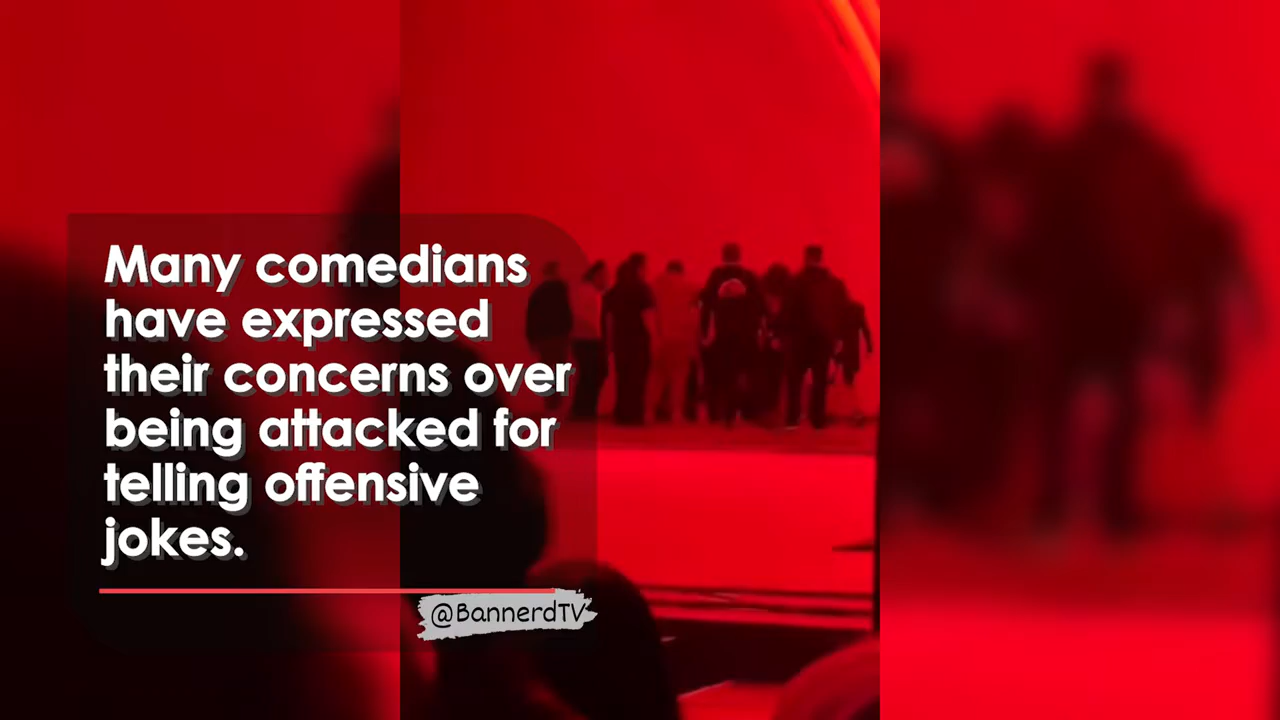 Many comedians
have expressed
their concerns over
being attacked for
telling offensive
jokes.
@BannerdTV